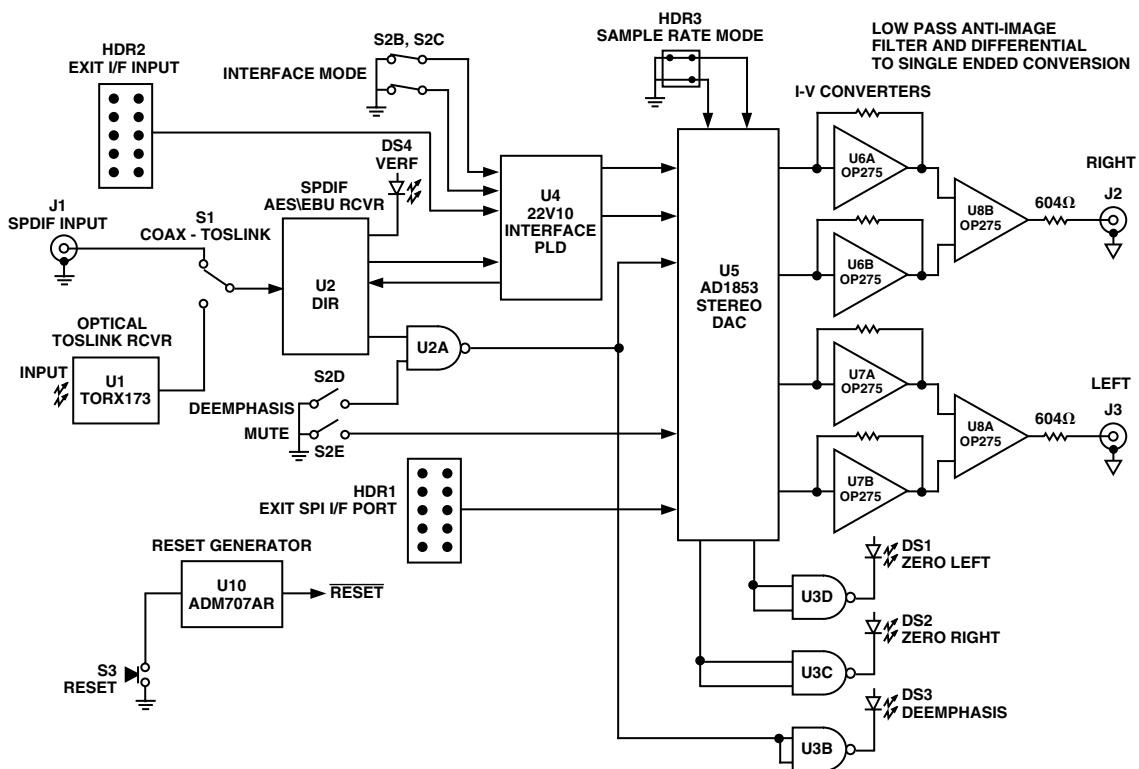 HDR2
EXIT I/F INPUT
S2B, S2C
INTERFACE MODE
HDR3
SAMPLE RATE MODE
LOW PASS ANTI-IMAGE
FILTER AND DIFFERENTIAL
TO SINGLE ENDED CONVERSION
I-V CONVERTERS
DS4
VERF
J1
SPDIF INPUT
S1
COAX - TOSLINK
SPDIF
AES\EBU RCVR
U2
DIR
U4
22V10
INTERFACE
PLD
U5
AD1853
STEREO
DAC
U6A
OP275
U6B
OP275
U8B
OP275
604Ω
RIGHT
J2
OPTICAL
TOSLINK RCVR
INPUT
U1
TORX173
U2A
S2D
DEEMPHASIS
MUTE
S2E
U7A
OP275
U7B
OP275
U8A
OP275
604Ω
LEFT
J3
HDR1
EXIT SPI I/F PORT
RESET GENERATOR
U10
ADM707AR
RESET
S3
RESET
U3D
DS1
ZERO LEFT
U3C
DS2
ZERO RIGHT
U3B
DS3
DEEMPHASIS